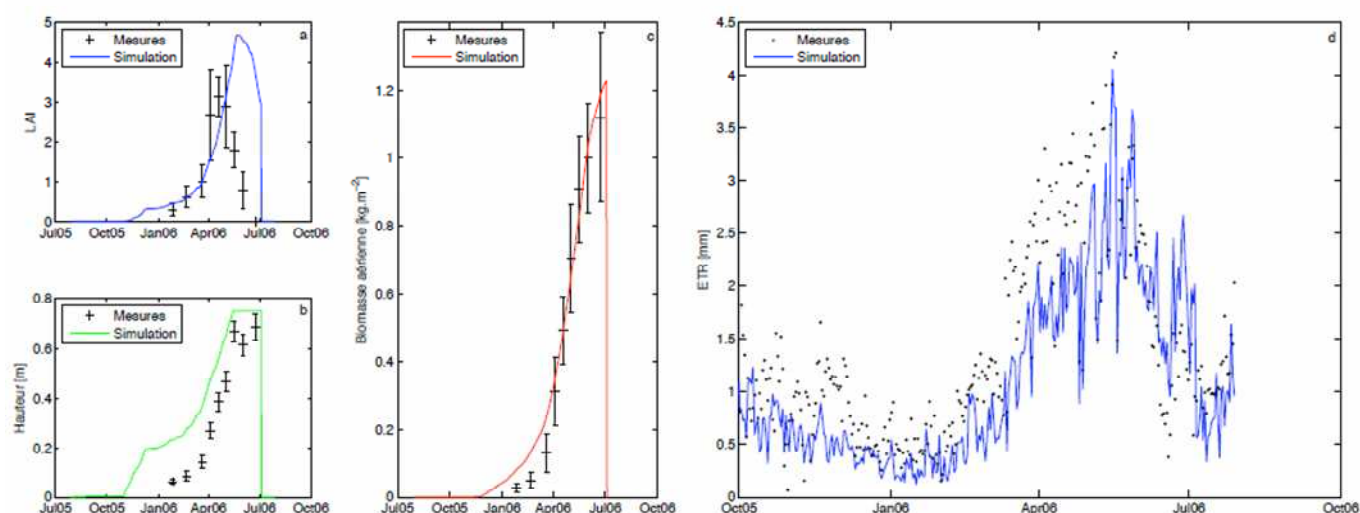 a
Mesures
Simulation
LAI
5
4
3
2
1
0
Jul05 Oct05 Jan06 Apr06 Jul06 Oct06
b
Mesures
Simulation
Hauteur [m]
0.8
0.6
0.4
0.2
0
Jul05 Oct05 Jan06 Apr06 Jul06 Oct06
c
Mesures
Simulation
Biomasse aérienne [kg.m⁻²]
1.2
1
0.8
0.6
0.4
0.2
0
Jul05 Oct05 Jan06 Apr06 Jul06 Oct06
d
Mesures
Simulation
ETR [mm]
4.5
4
3.5
3
2.5
2
1.5
1
0.5
0
Oct05 Jan06 Apr06 Jul06 Oct06